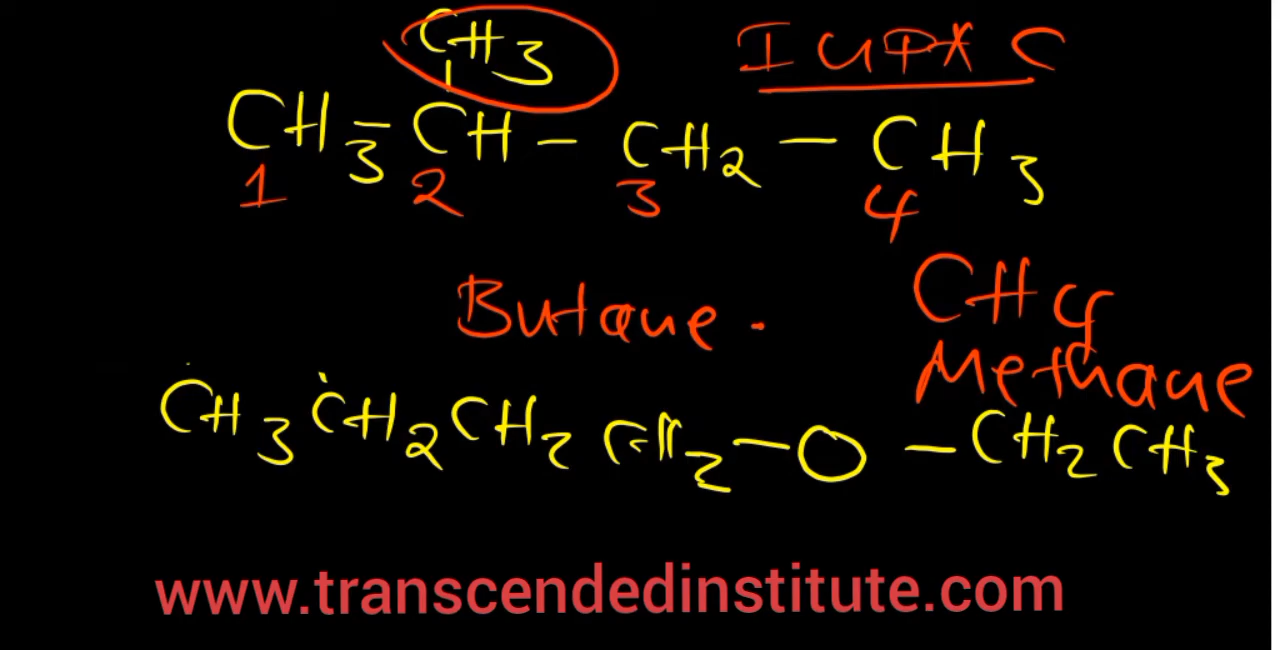 CH3
IUPAC
CH3-CH-CH2-CH3
1 2 3 4
Butane.
CH4
Methane
CH3CH2CH2CH2-O-CH2CH3
www.transcendedinstitute.com